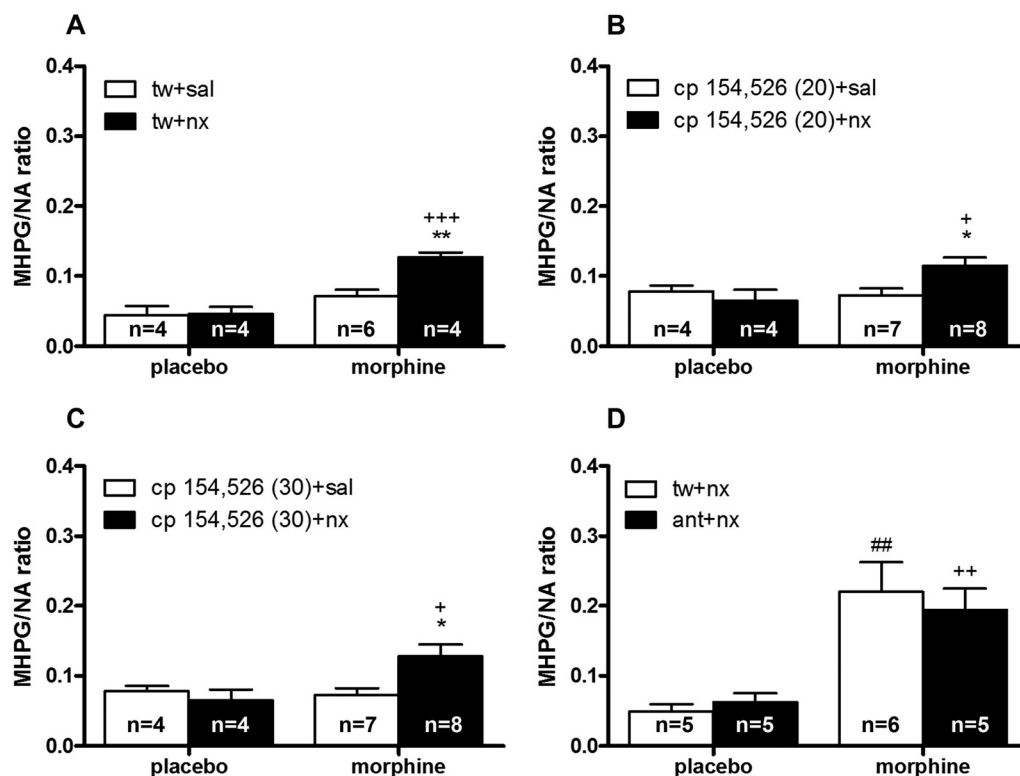 A
MHPG/NA ratio
0.4
0.3
0.2
0.1
0.0
tw+sal
tw+nx
+++
**
n=4
n=4
n=6
n=4
placebo
morphine
B
MHPG/NA ratio
0.4
0.3
0.2
0.1
0.0
cp 154,526 (20)+sal
cp 154,526 (20)+nx
+
*
n=4
n=4
n=7
n=8
placebo
morphine
C
MHPG/NA ratio
0.4
0.3
0.2
0.1
0.0
cp 154,526 (30)+sal
cp 154,526 (30)+nx
+
*
n=4
n=4
n=7
n=8
placebo
morphine
D
MHPG/NA ratio
0.4
0.3
0.2
0.1
0.0
tw+nx
ant+nx
##
++
n=5
n=5
n=6
n=5
placebo
morphine